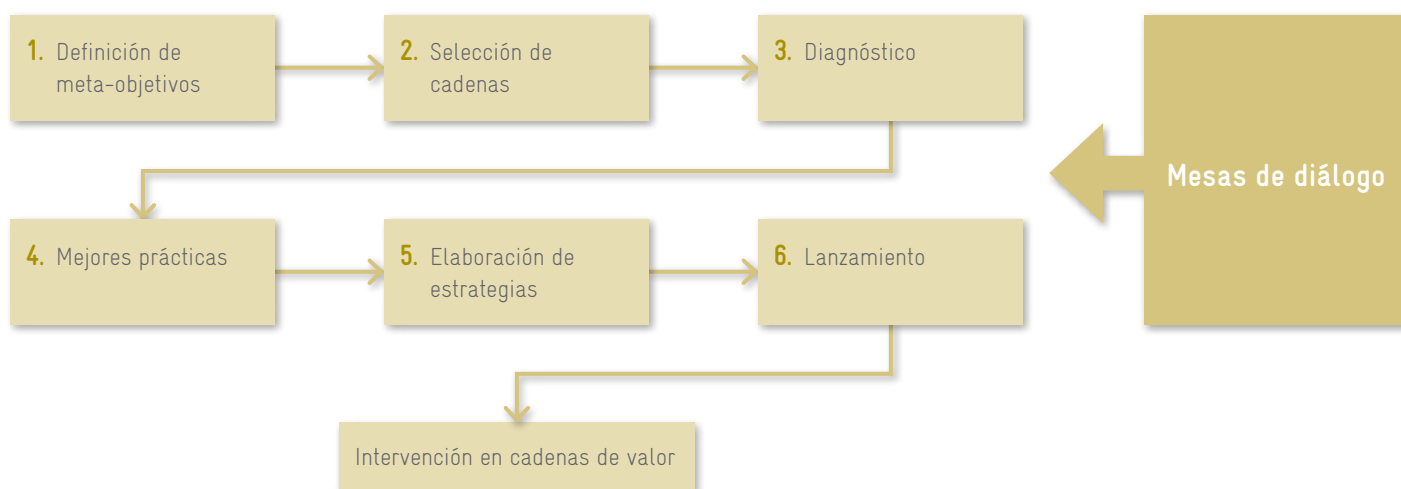 1. Definición de
meta-objetivos
2. Selección de
cadenas
3. Diagnóstico
Mesas de diálogo
4. Mejores prácticas
5. Elaboración de
estrategias
6. Lanzamiento
Intervención en cadenas de valor